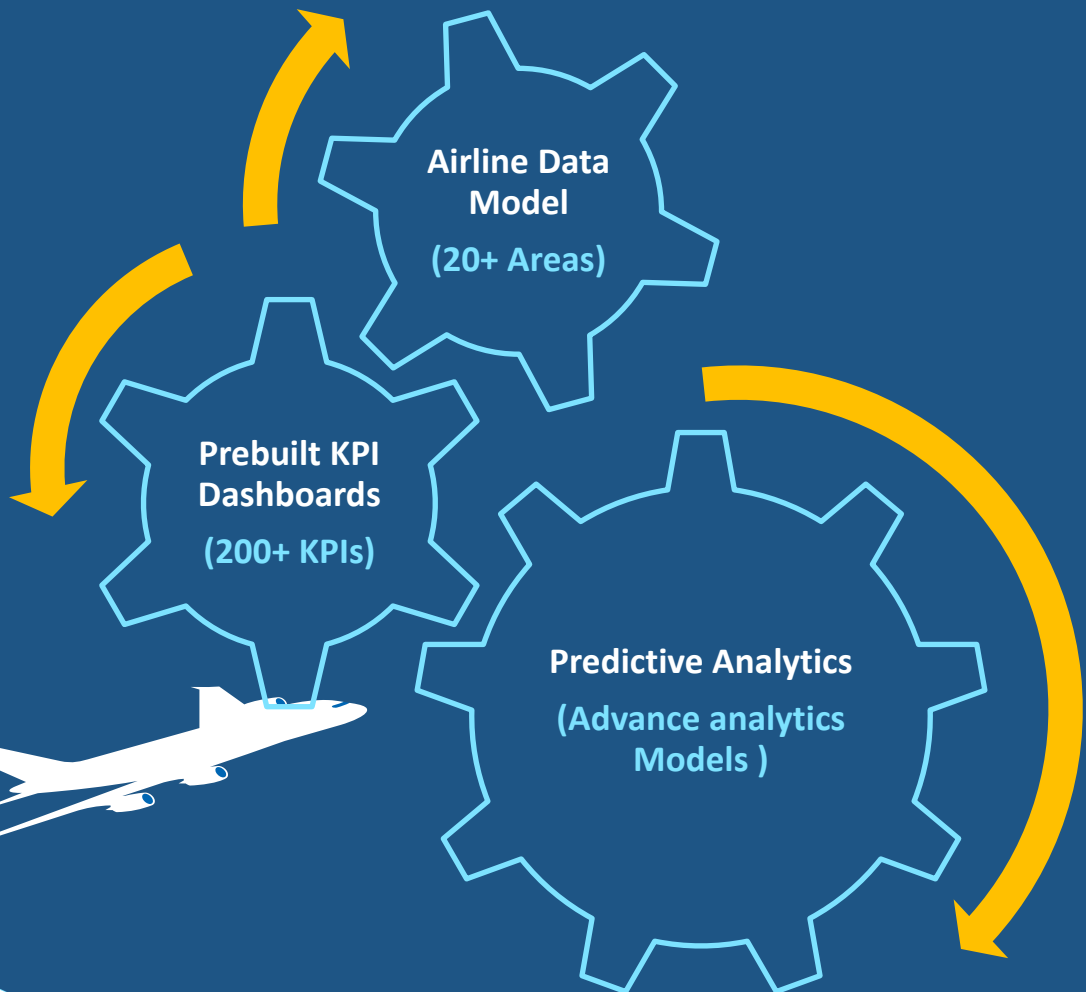 Airline Data
Model
(20+ Areas)
Prebuilt KPI
Dashboards
(200+ KPIs)
Predictive Analytics
(Advance analytics
Models )